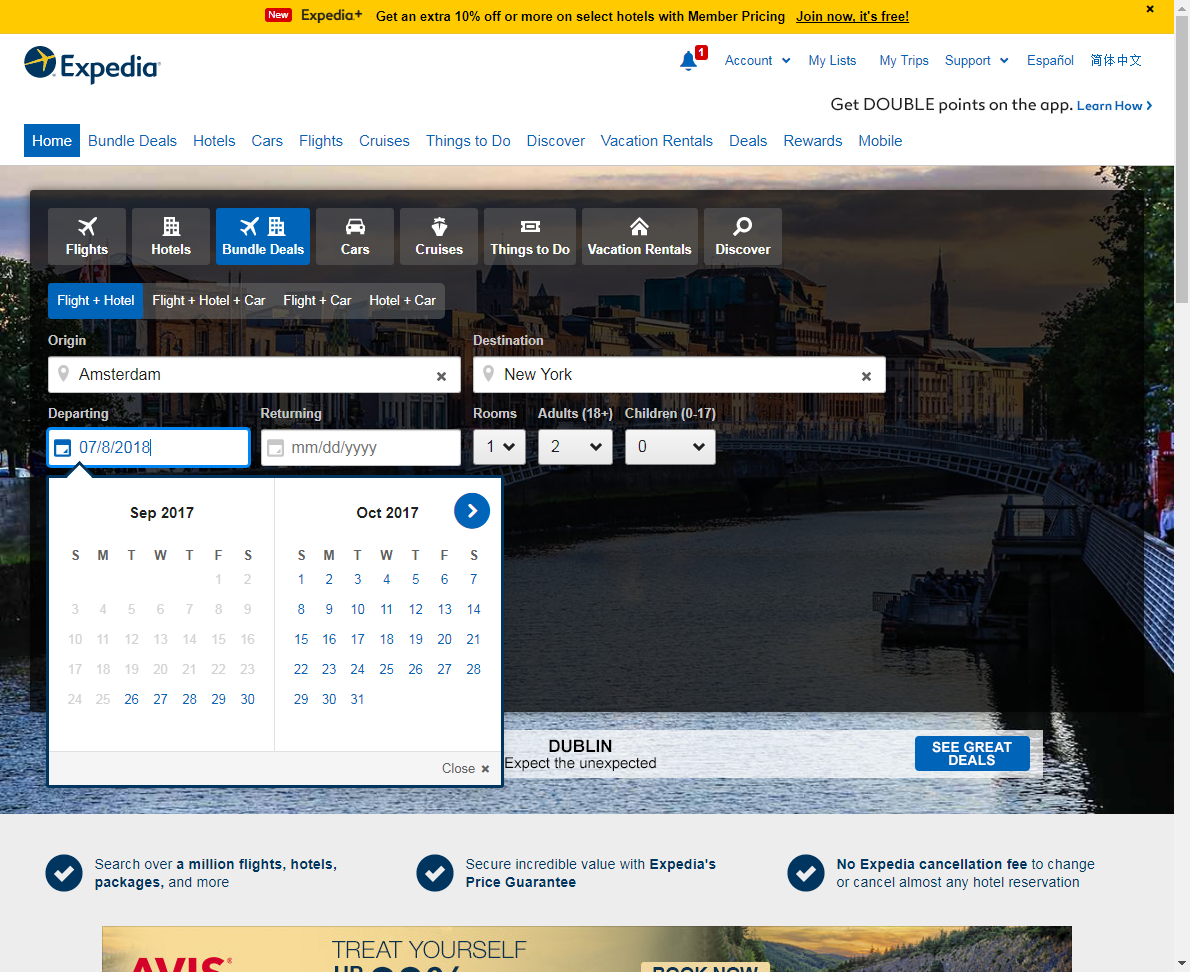 New Expedia+ Get an extra 10% off or more on select hotels with Member Pricing Join now, it's free!
Expedia
1
Account My Lists My Trips Support Español 简体中文
Get DOUBLE points on the app. Learn How
Home Bundle Deals Hotels Cars Flights Cruises Things to Do Discover Vacation Rentals Deals Rewards Mobile
Flights Hotels Bundle Deals Cars Cruises Things to Do Vacation Rentals Discover
Flight + Hotel Flight + Hotel + Car Flight + Car Hotel + Car
Origin Destination
Amsterdam New York
Departing Returning Rooms Adults (18+) Children (0-17)
07/8/2018 mm/dd/yyyy 1 2 0
Sep 2017
S M T W T F S
1 2
3 4 5 6 7 8 9
10 11 12 13 14 15 16
17 18 19 20 21 22 23
24 25 26 27 28 29 30
Oct 2017
S M T W T F S
1 2 3 4 5 6 7
8 9 10 11 12 13 14
15 16 17 18 19 20 21
22 23 24 25 26 27 28
29 30 31
Close
DUBLIN
Expect the unexpected
SEE GREAT
DEALS
Search over a million flights, hotels,
packages, and more
Secure incredible value with Expedia's
Price Guarantee
No Expedia cancellation fee to change
or cancel almost any hotel reservation
AVIS
TREAT YOURSELF
BOOK NOW